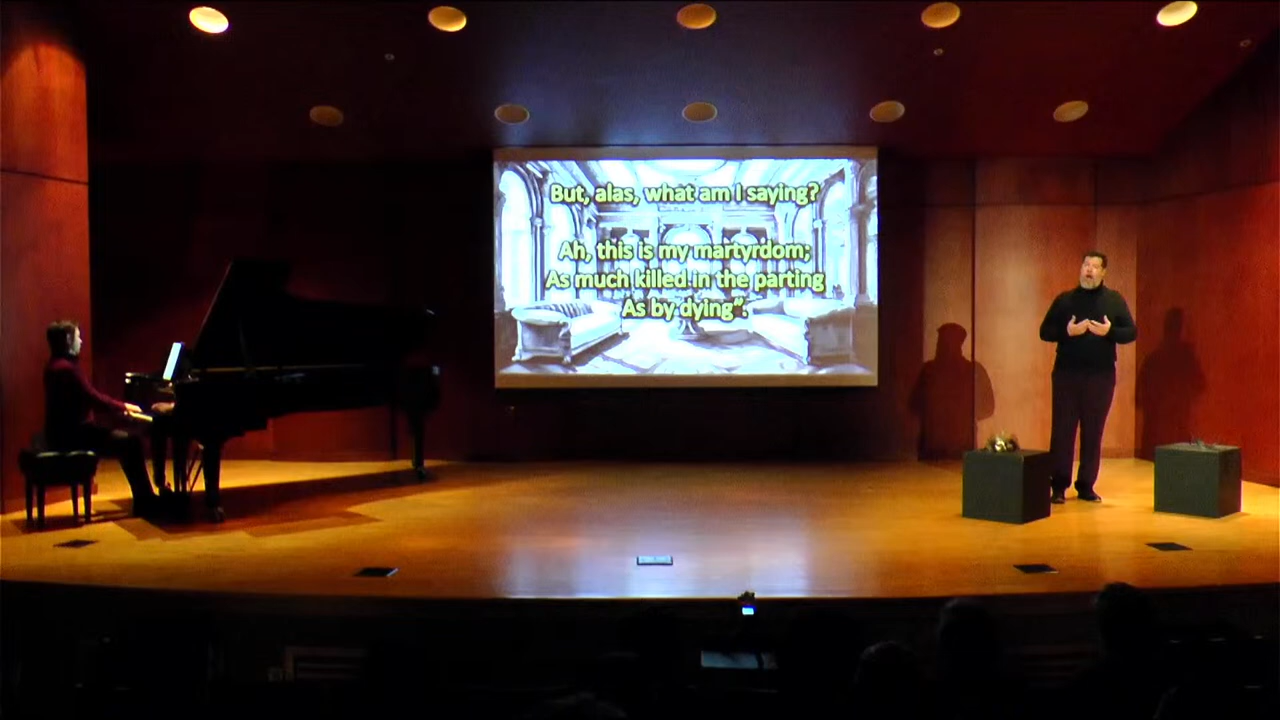 But, alas, what am I saying?
Ah, this is my martyrdom;
As much killed in the parting
As by dying”.